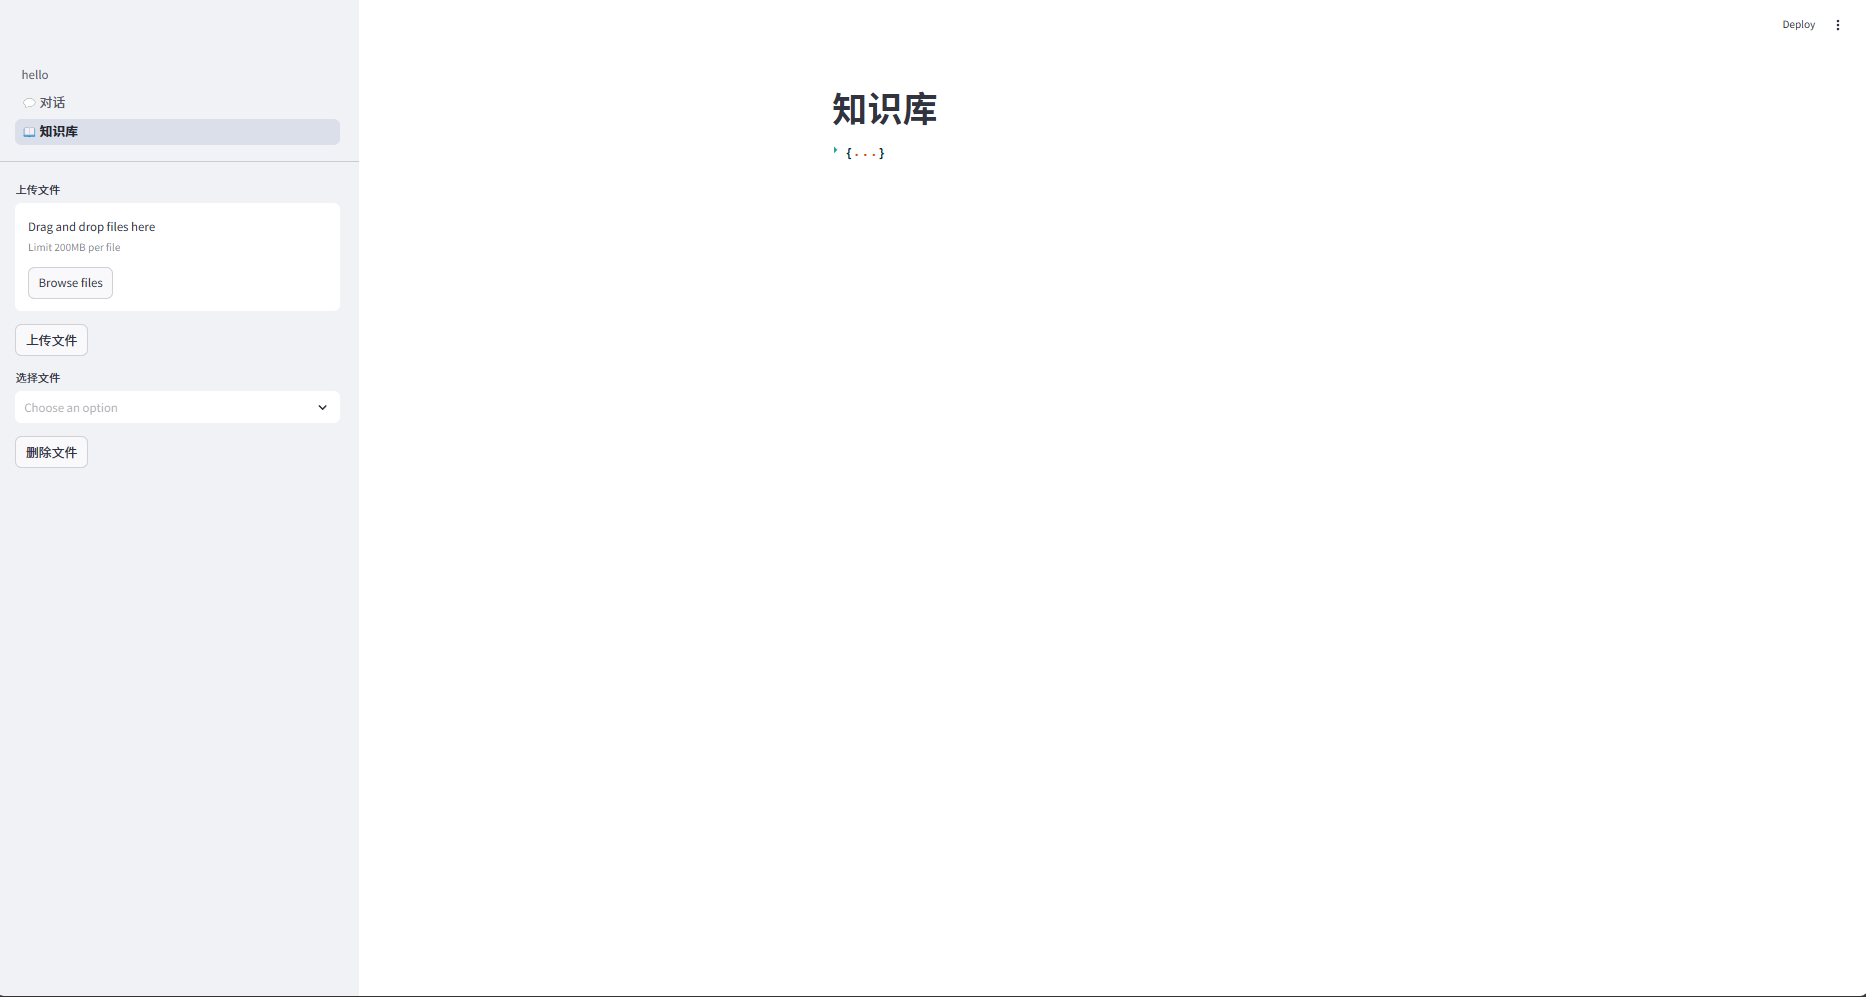 Deploy
hello
对话
知识库
上传文件
Drag and drop files here
Limit 200MB per file
Browse files
上传文件
选择文件
Choose an option
删除文件
知识库
{...}